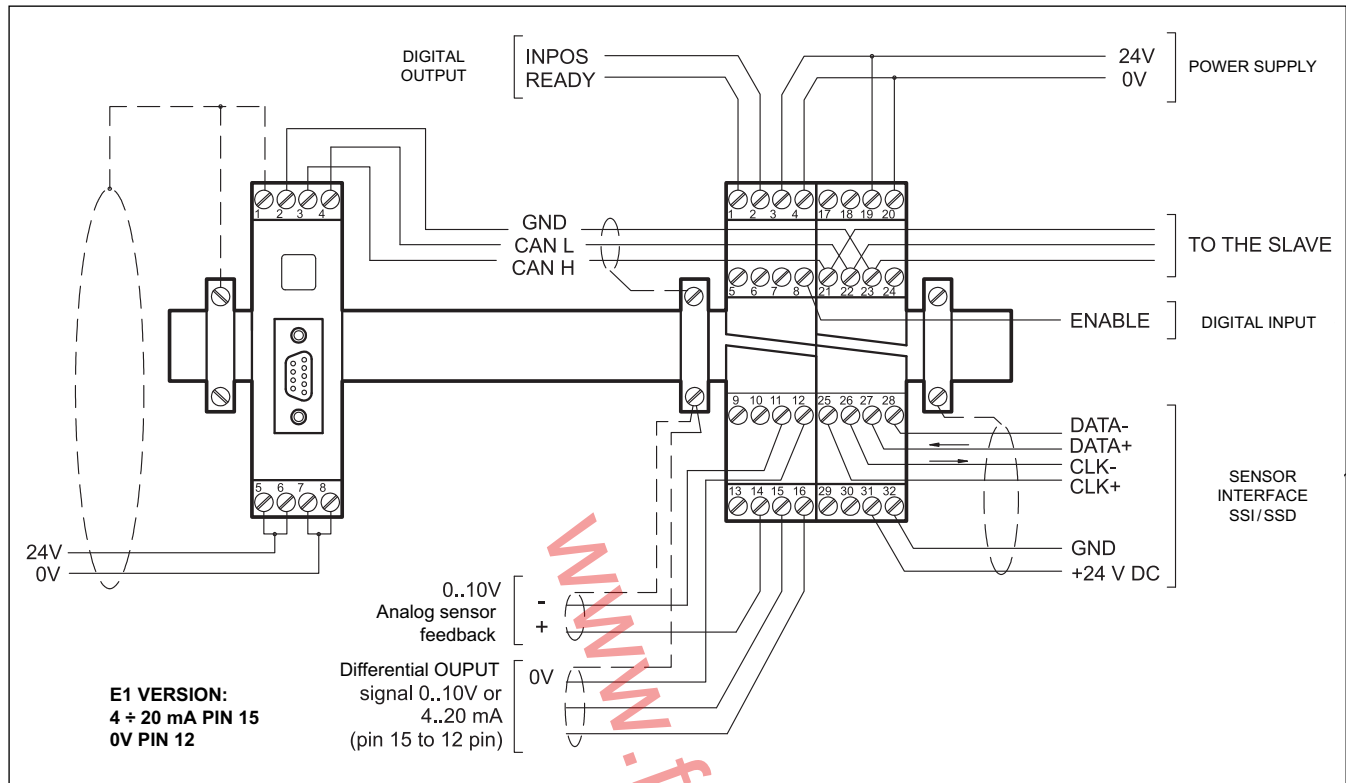 DIGITAL
OUTPUT
INPOS
READY
24V
0V
POWER SUPPLY
1 2 3 4
1 2 3 4 17 18 19 20
GND
CAN L
CAN H
TO THE SLAVE
5 6 7 8 21 22 23 24
ENABLE
DIGITAL INPUT
9 10 11 12 25 26 27 28
DATA-
DATA+
CLK-
CLK+
SENSOR
INTERFACE
SSI/SSD
5 6 7 8
13 14 15 16 29 30 31 32
24V
0V
GND
+24 V DC
0..10V
Analog sensor
feedback
-
+
Differential OUPUT
signal 0..10V or
4..20 mA
(pin 15 to 12 pin)
0V
E1 VERSION:
4 ÷ 20 mA PIN 15
0V PIN 12
www.f